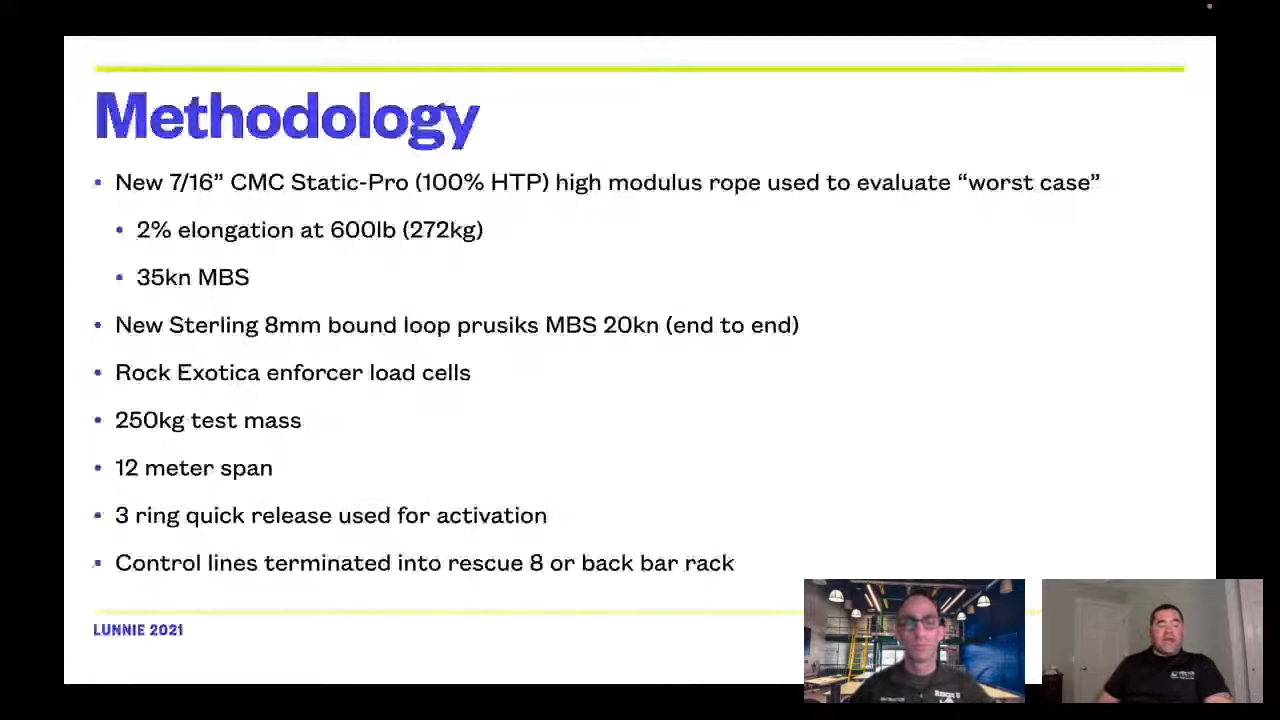 Methodology
• New 7/16” CMC Static-Pro (100% HTP) high modulus rope used to evaluate “worst case”
• 2% elongation at 600lb (272kg)
• 35kn MBS
• New Sterling 8mm bound loop prusiks MBS 20kn (end to end)
• Rock Exotica enforcer load cells
• 250kg test mass
• 12 meter span
• 3 ring quick release used for activation
• Control lines terminated into rescue 8 or back bar rack
LUNNIE 2021